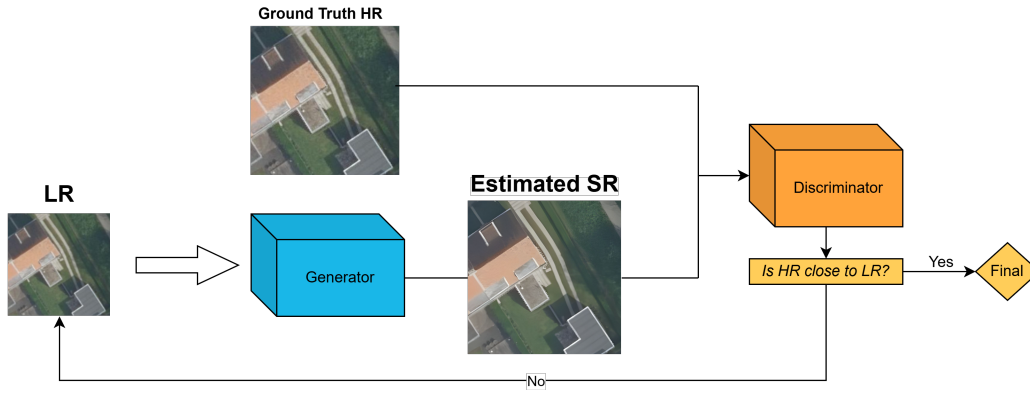 Ground Truth HR
LR
Estimated SR
Generator
Discriminator
Is HR close to LR?
Yes
Final
No